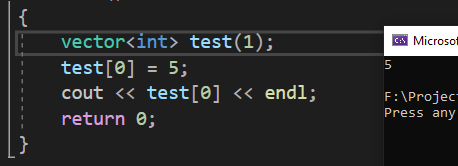 {
vector<int> test(1);
test[0] = 5;
cout << test[0] << endl;
return 0;
}
Microsof
5
F:\Project
Press any